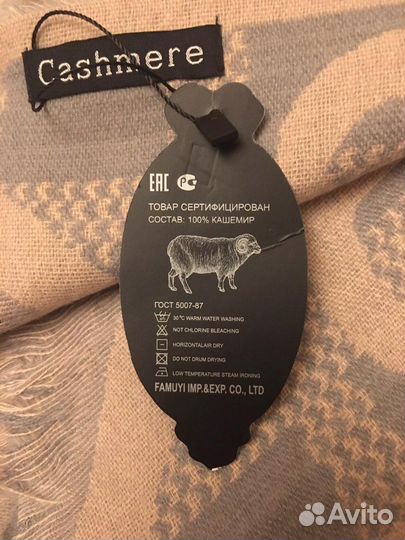 Cashmere
EAC PC
ТОВАР СЕРТИФИЦИРОВАН
СОСТАВ: 100% КАШЕМИР
ГОСТ 5007-87
30°C WARM WATER WASHING
NOT CHLORINE BLEACHING
HORIZONTALAIR DRY
DO NOT DRUM DRYING
LOW TEMPERATURE STEAM IRONING
FAMUYI IMP.&EXP. CO., LTD
Avito